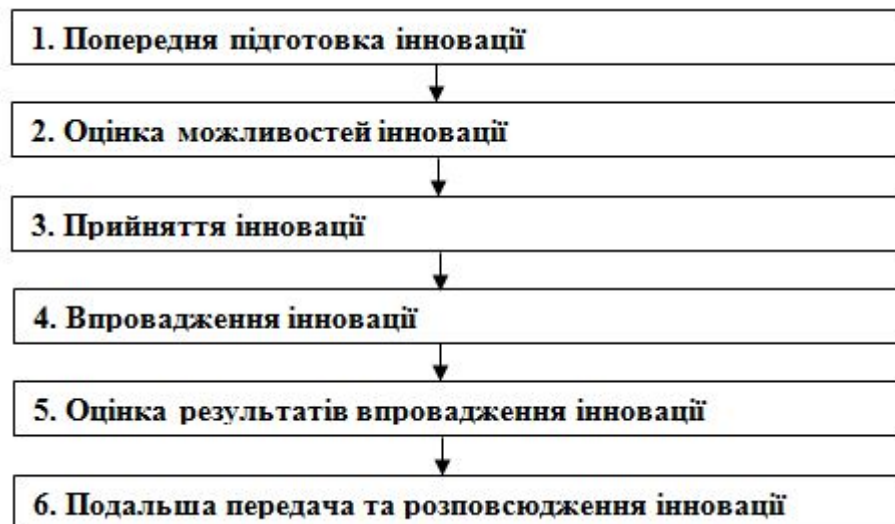 1. Попередня підготовка інновації
2. Оцінка можливостей інновації
3. Прийняття інновації
4. Впровадження інновації
5. Оцінка результатів впровадження інновації
6. Подальша передача та розповсюдження інновації